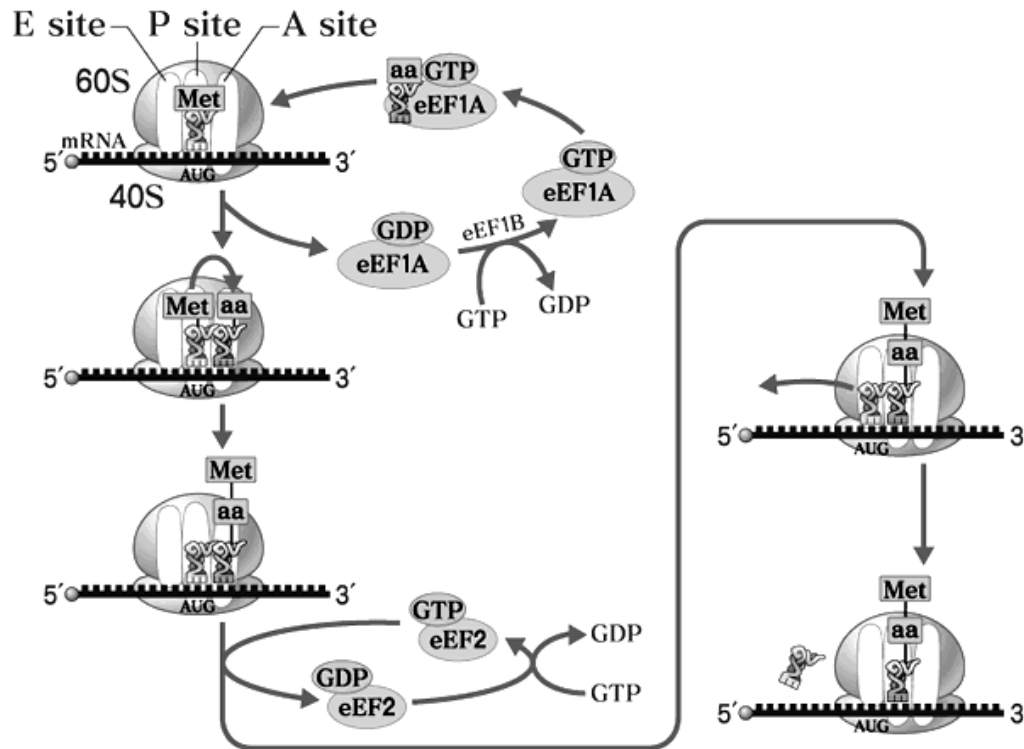 E site P site A site
60S
Met
mRNA
5′ 3′
AUG
40S
aa GTP
eEF1A
GTP
eEF1A
GDP
eEF1A
eEF1B
GTP GDP
Met aa
5′ 3′
AUG
Met
aa
5′ 3′
AUG
GTP
eEF2
GDP
eEF2
GDP
GTP
Met
aa
5′ 3
AUG
Met
aa
5′ 3
AUG